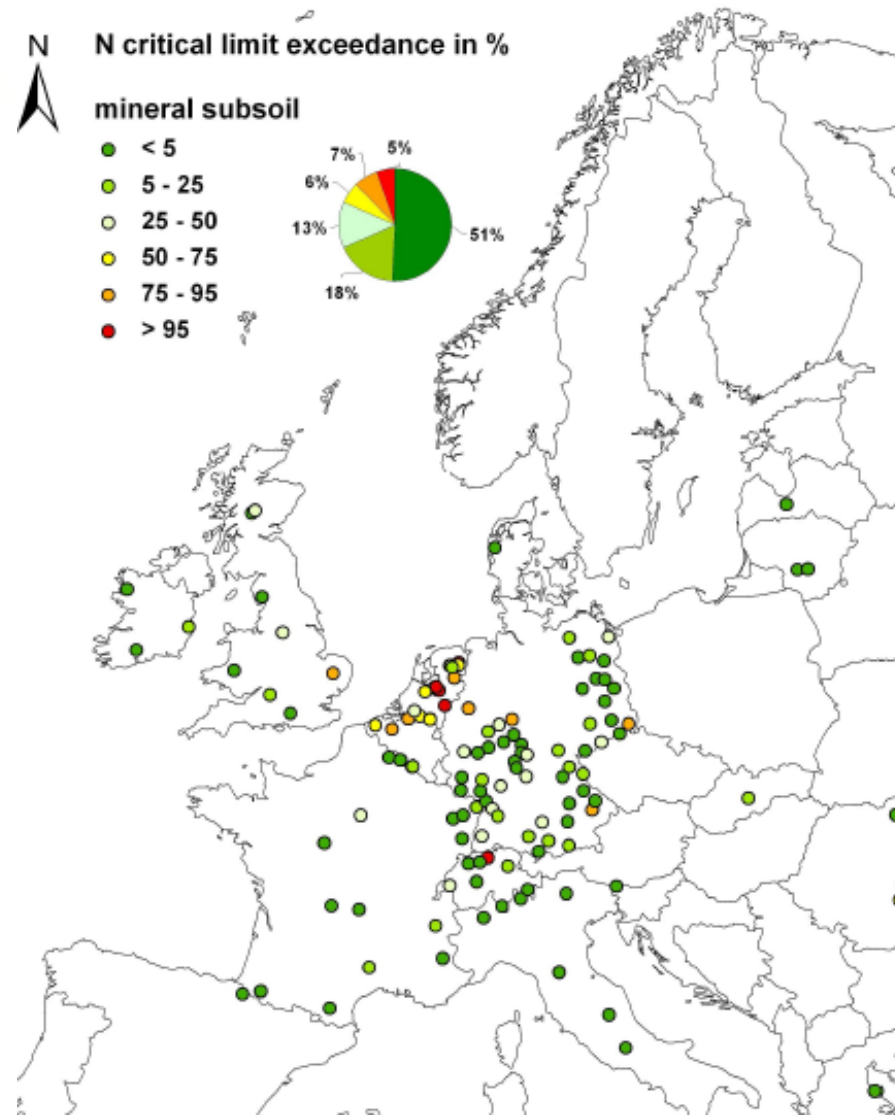 N
N critical limit exceedance in %
mineral subsoil
< 5
5 - 25
25 - 50
50 - 75
75 - 95
> 95
5%
7%
6%
13%
18%
51%